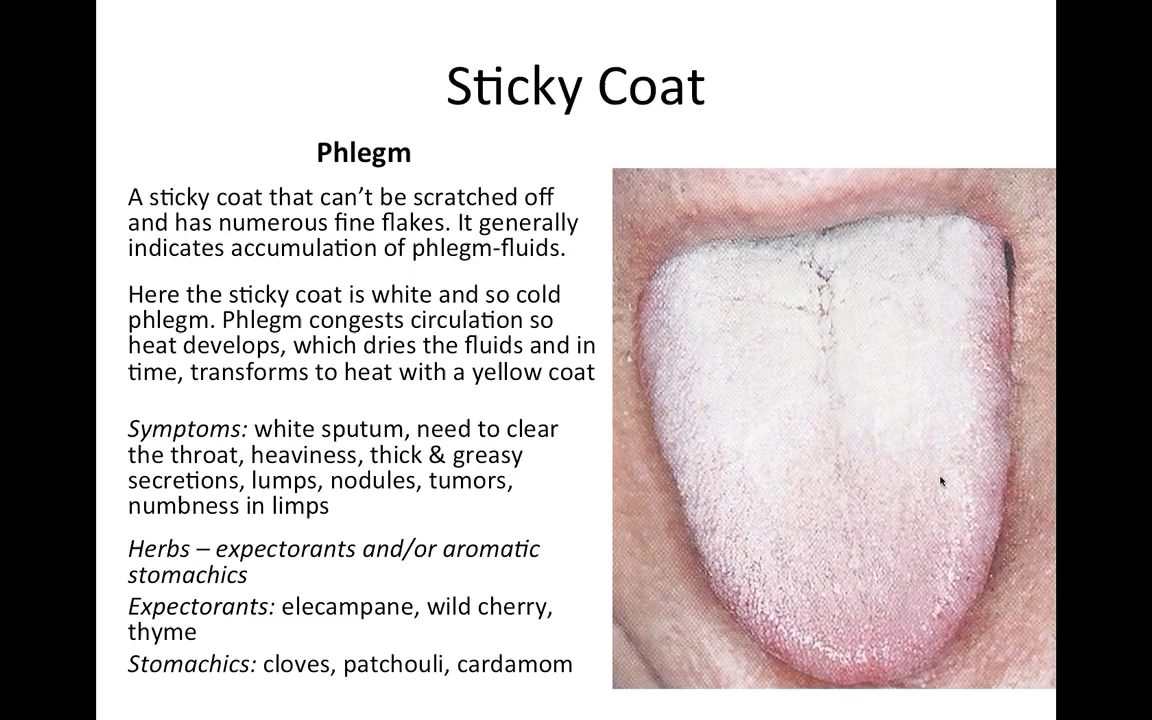 Sticky Coat
Phlegm
A sticky coat that can’t be scratched off
and has numerous fine flakes. It generally
indicates accumulation of phlegm-fluids.
Here the sticky coat is white and so cold
phlegm. Phlegm congests circulation so
heat develops, which dries the fluids and in
time, transforms to heat with a yellow coat
Symptoms: white sputum, need to clear
the throat, heaviness, thick & greasy
secretions, lumps, nodules, tumors,
numbness in limps
Herbs – expectorants and/or aromatic
stomachics
Expectorants: elecampane, wild cherry,
thyme
Stomachics: cloves, patchouli, cardamom